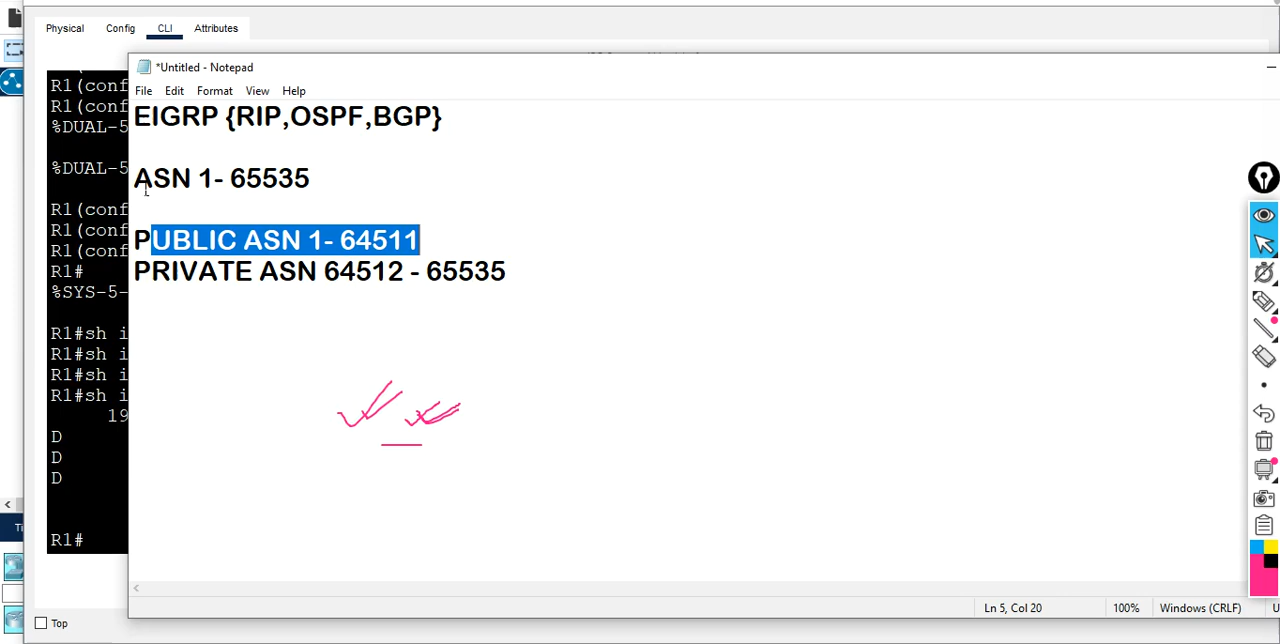 Physical Config CLI Attributes
*Untitled - Notepad
File Edit Format View Help
EIGRP {RIP,OSPF,BGP}
ASN 1- 65535
PUBLIC ASN 1- 64511
PRIVATE ASN 64512 - 65535
R1(conf
R1(conf
%DUAL-5
%DUAL-5
R1(conf
R1(conf
R1(conf
R1#
%SYS-5-
R1#sh i
R1#sh i
R1#sh i
R1#sh i
19
D
D
D
R1#
Ln 5, Col 20 100% Windows (CRLF) U
Ti
Top